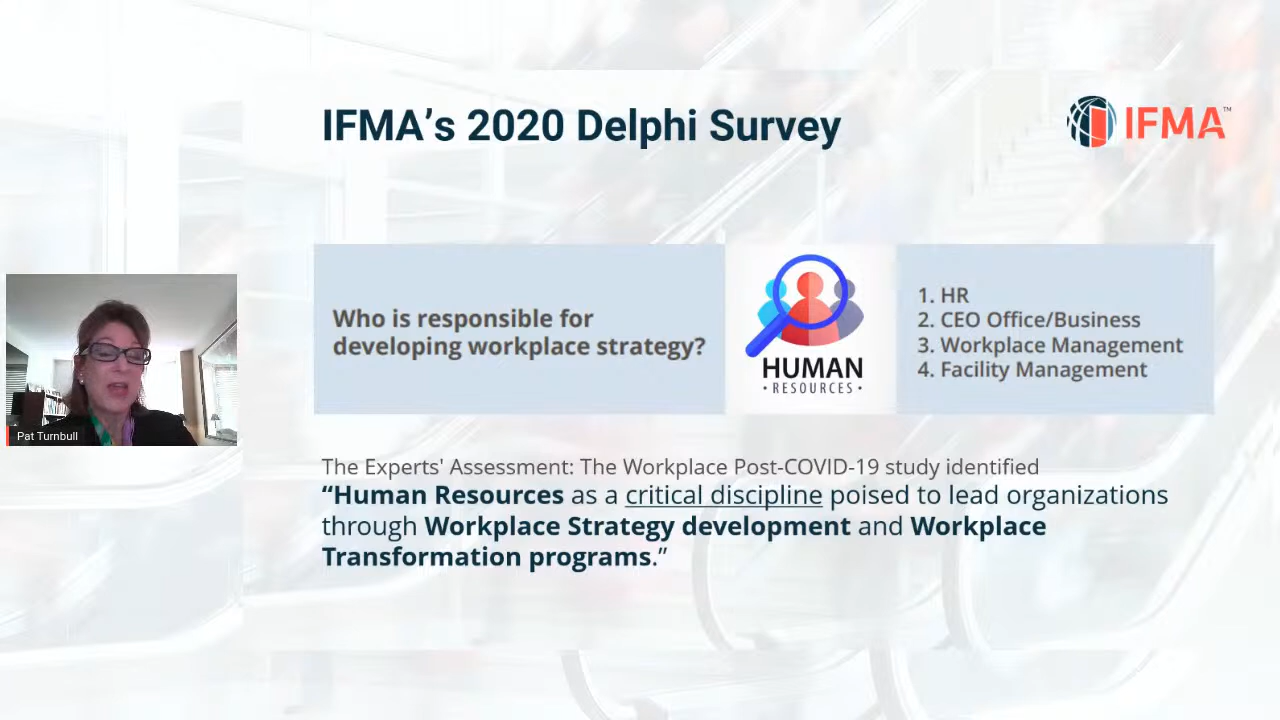 IFMA's 2020 Delphi Survey
IFMA™
Who is responsible for
developing workplace strategy?
HUMAN
• RESOURCES •
1. HR
2. CEO Office/Business
3. Workplace Management
4. Facility Management
Pat Turnbull
The Experts' Assessment: The Workplace Post-COVID-19 study identified
“Human Resources as a critical discipline poised to lead organizations
through Workplace Strategy development and Workplace
Transformation programs.”